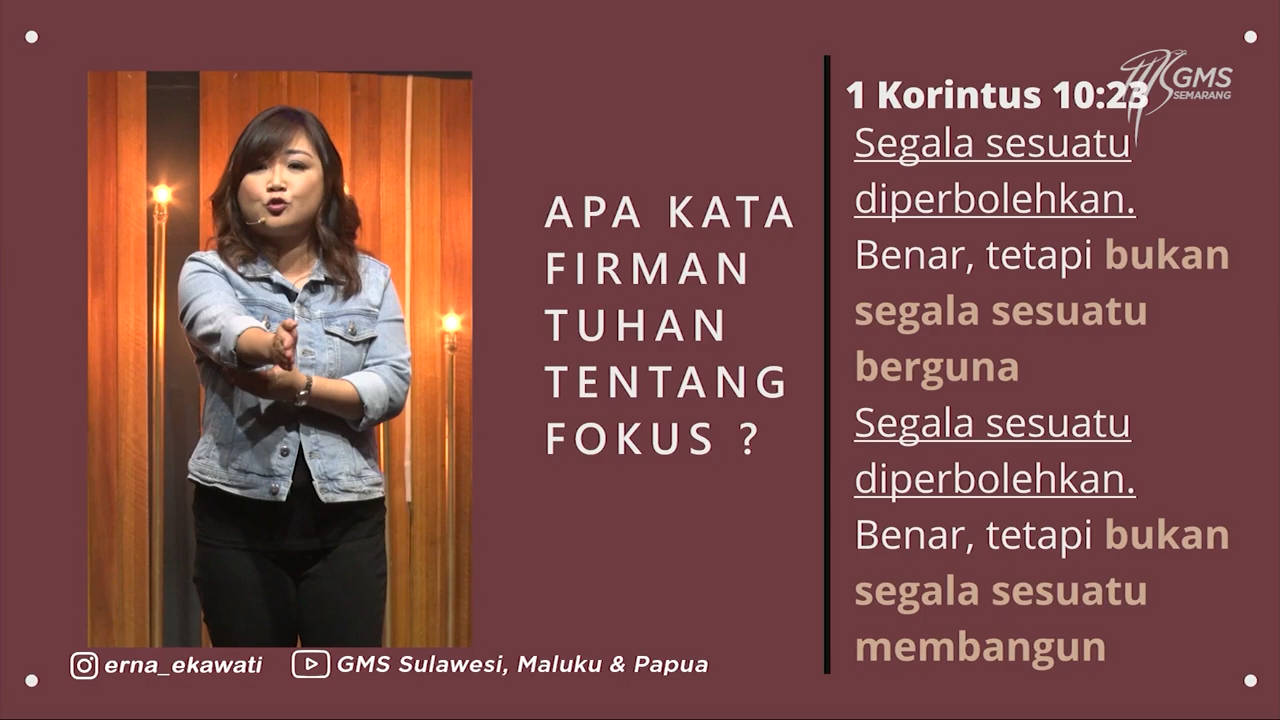 APA KATA
FIRMAN
TUHAN
TENTANG
FOKUS ?
1 Korintus 10:23
Segala sesuatu
diperbolehkan.
Benar, tetapi bukan
segala sesuatu
berguna
Segala sesuatu
diperbolehkan.
Benar, tetapi bukan
segala sesuatu
membangun
GMS
SEMARANG
erna_ekawati
GMS Sulawesi, Maluku & Papua